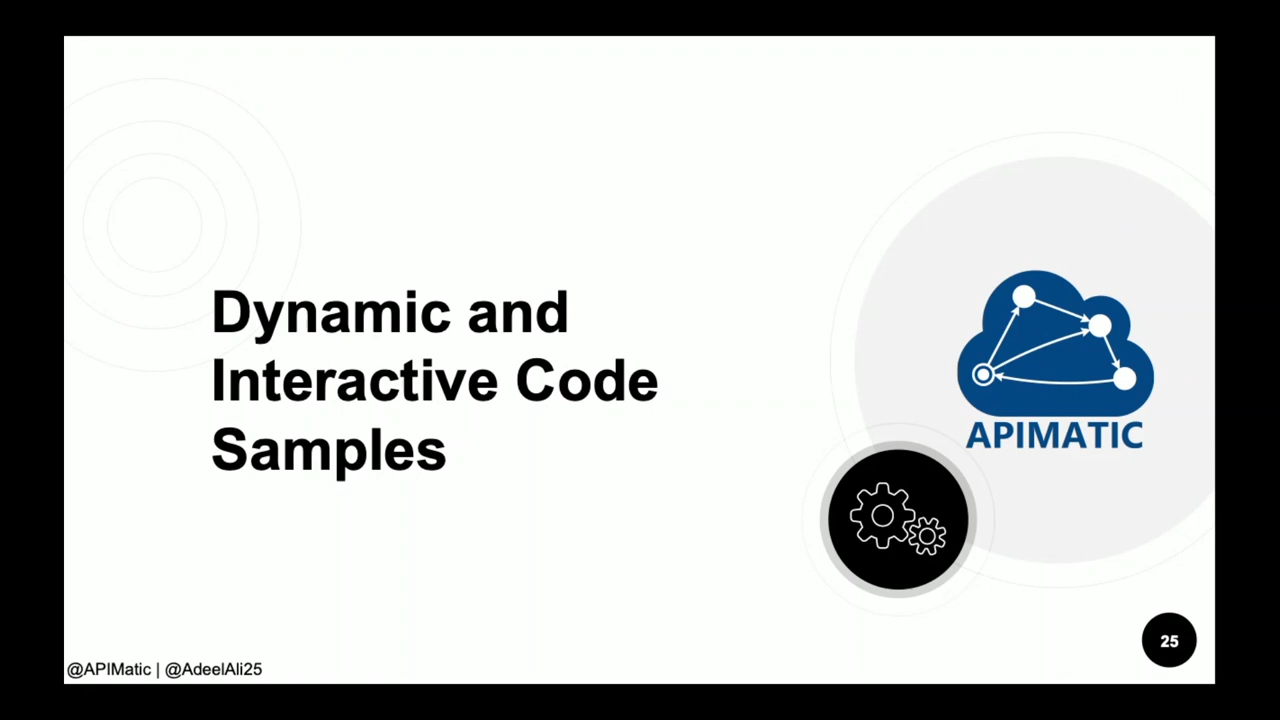 Dynamic and
Interactive Code
Samples
APIMATIC
25
@APIMatic | @AdeelAli25